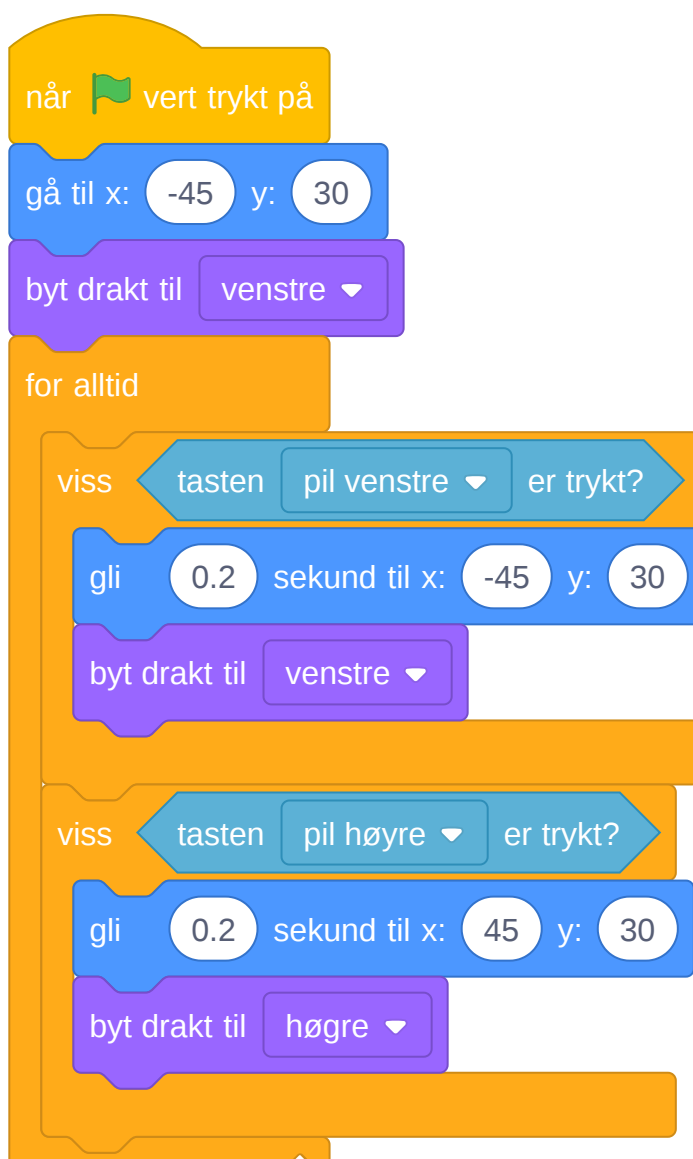 når vert trykt på
gå til x: -45 y: 30
byt drakt til venstre
for alltid
viss tasten pil venstre er trykt?
gli 0.2 sekund til x: -45 y: 30
byt drakt til venstre
viss tasten pil høyre er trykt?
gli 0.2 sekund til x: 45 y: 30
byt drakt til høgre